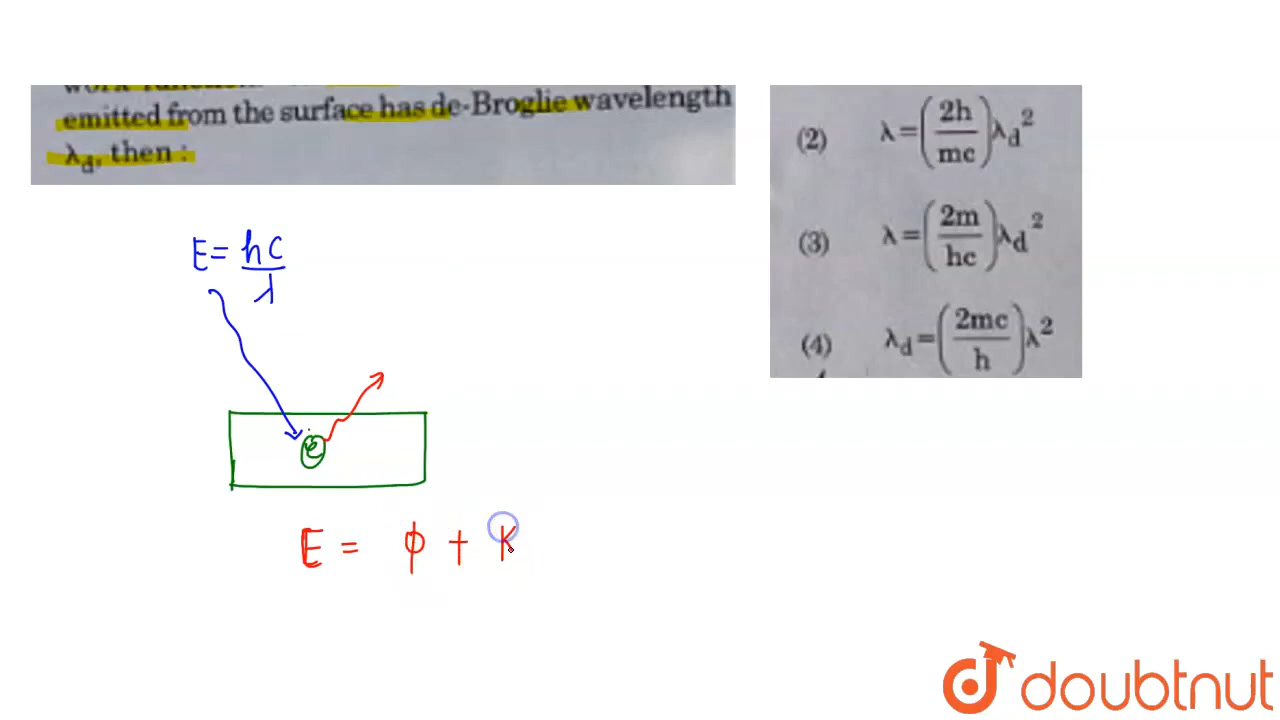 emitted from the surface has de-Broglie wavelength
λd, then :
(2) λ=(2h/mc)λd²
(3) λ=(2m/hc)λd²
(4) λd=(2mc/h)λ²
E= hc/λ
e
E = φ + K
doubtnut